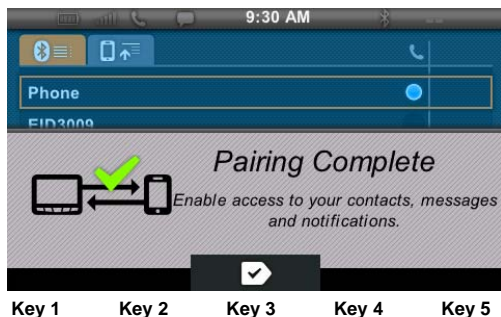 9:30 AM
--
Phone
EID3009
Pairing Complete
Enable access to your contacts, messages
and notifications.
Key 1 Key 2 Key 3 Key 4 Key 5